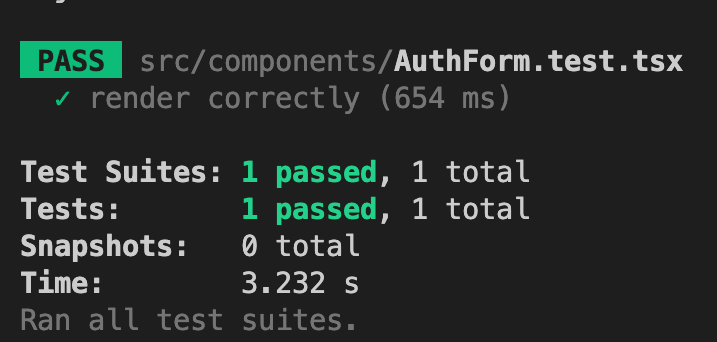 PASS src/components/AuthForm.test.tsx
✓ render correctly (654 ms)
Test Suites: 1 passed, 1 total
Tests: 1 passed, 1 total
Snapshots: 0 total
Time: 3.232 s
Ran all test suites.